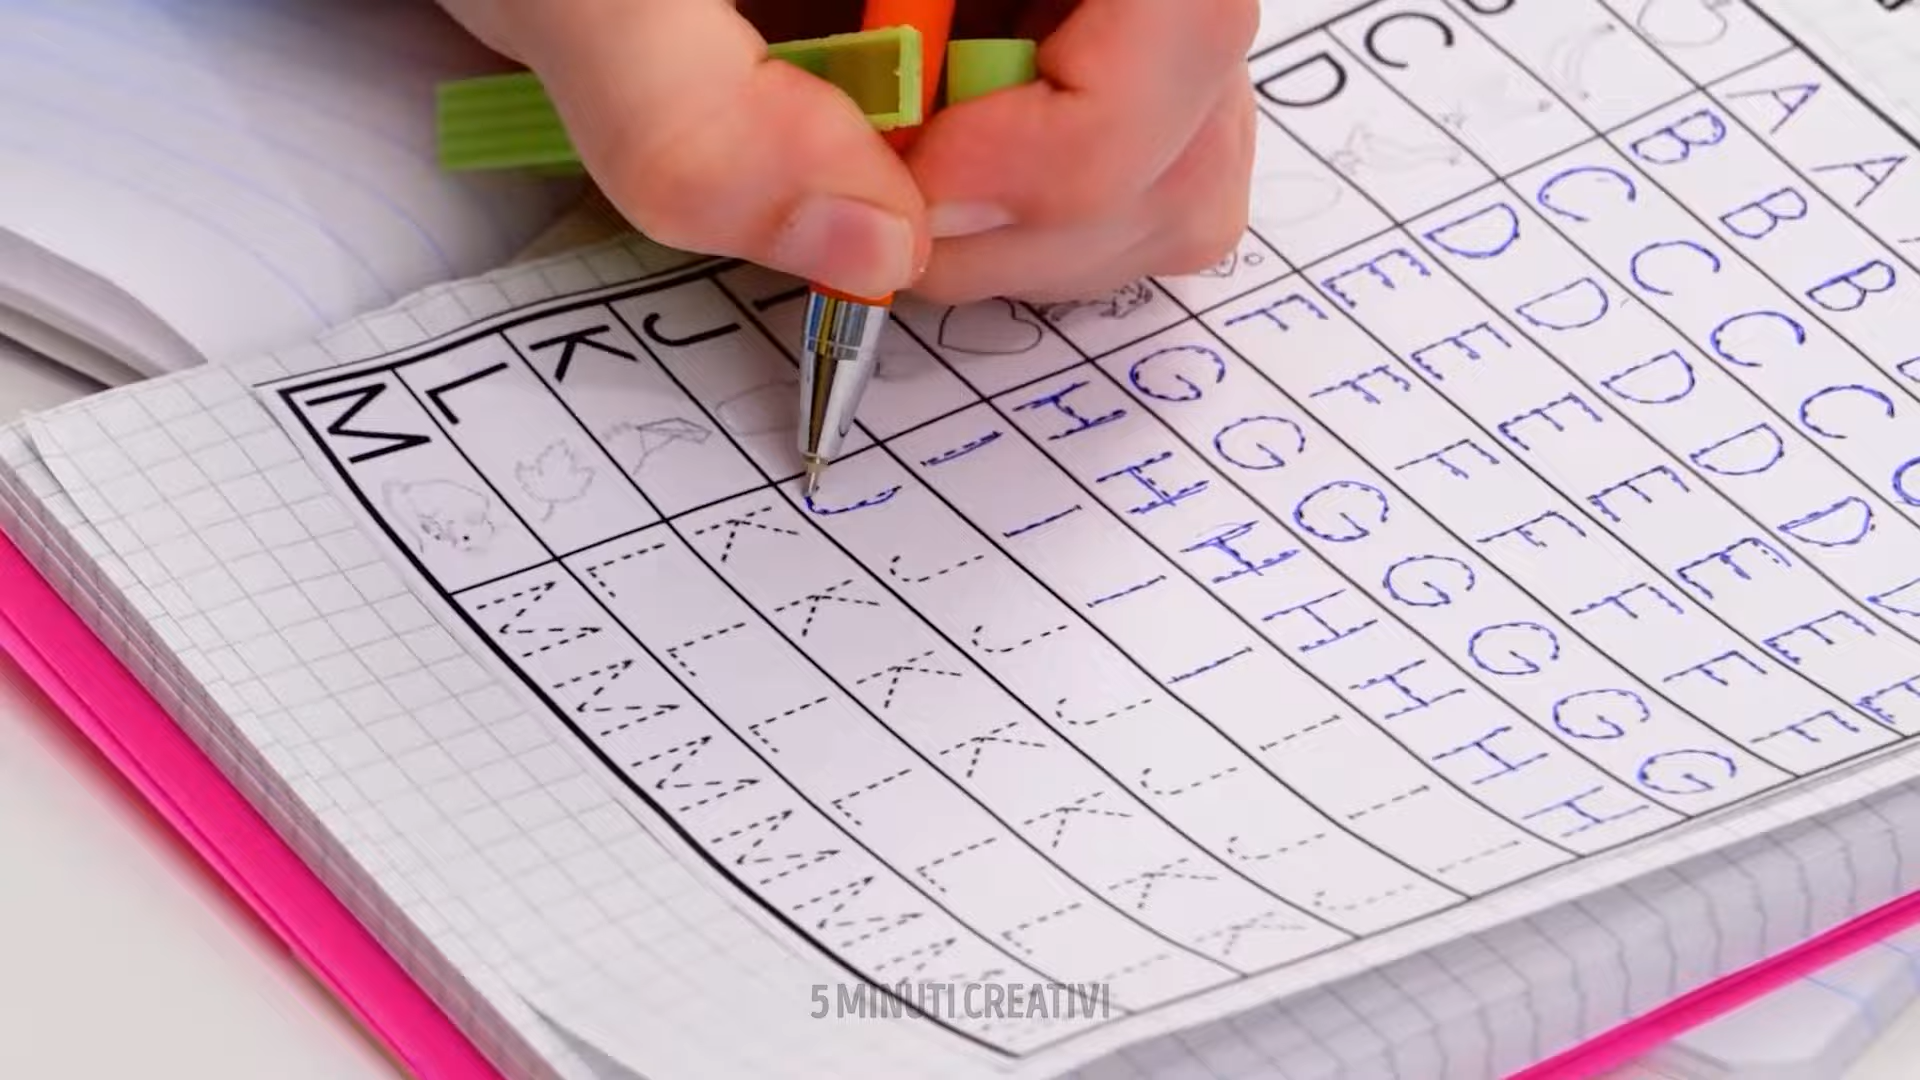 A A
B B B
C C C C C
D D D D D D
E E E E E E E
F F F F F F F
G G G G G G G
H H H H H H H
I I I I I I I I
J J J J J J J J
K K K K K K K K
L L L L L L L
M M M M M M
5 MINUTI CREATIVI